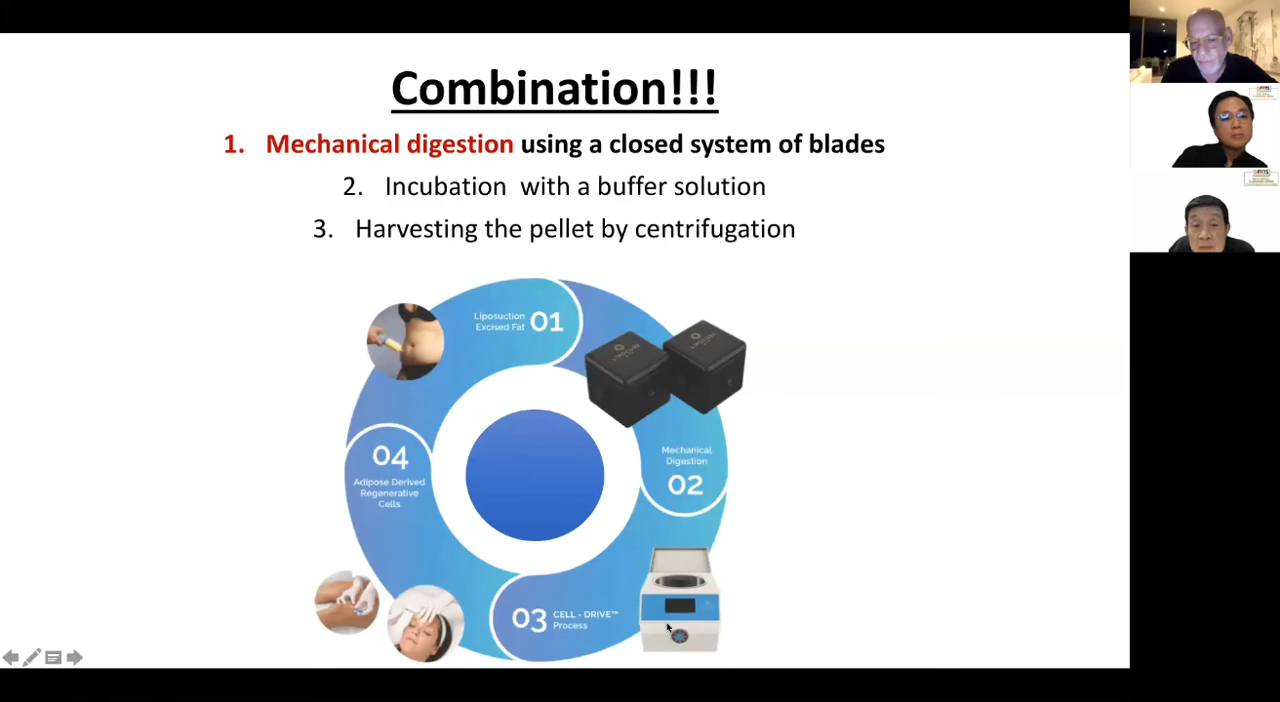 Combination!!!
1. Mechanical digestion using a closed system of blades
2. Incubation with a buffer solution
3. Harvesting the pellet by centrifugation
Liposuction
Excised Fat
01
Mechanical
Digestion
02
03
CELL - DRIVE™
Process
04
Adipose Derived
Regenerative
Cells